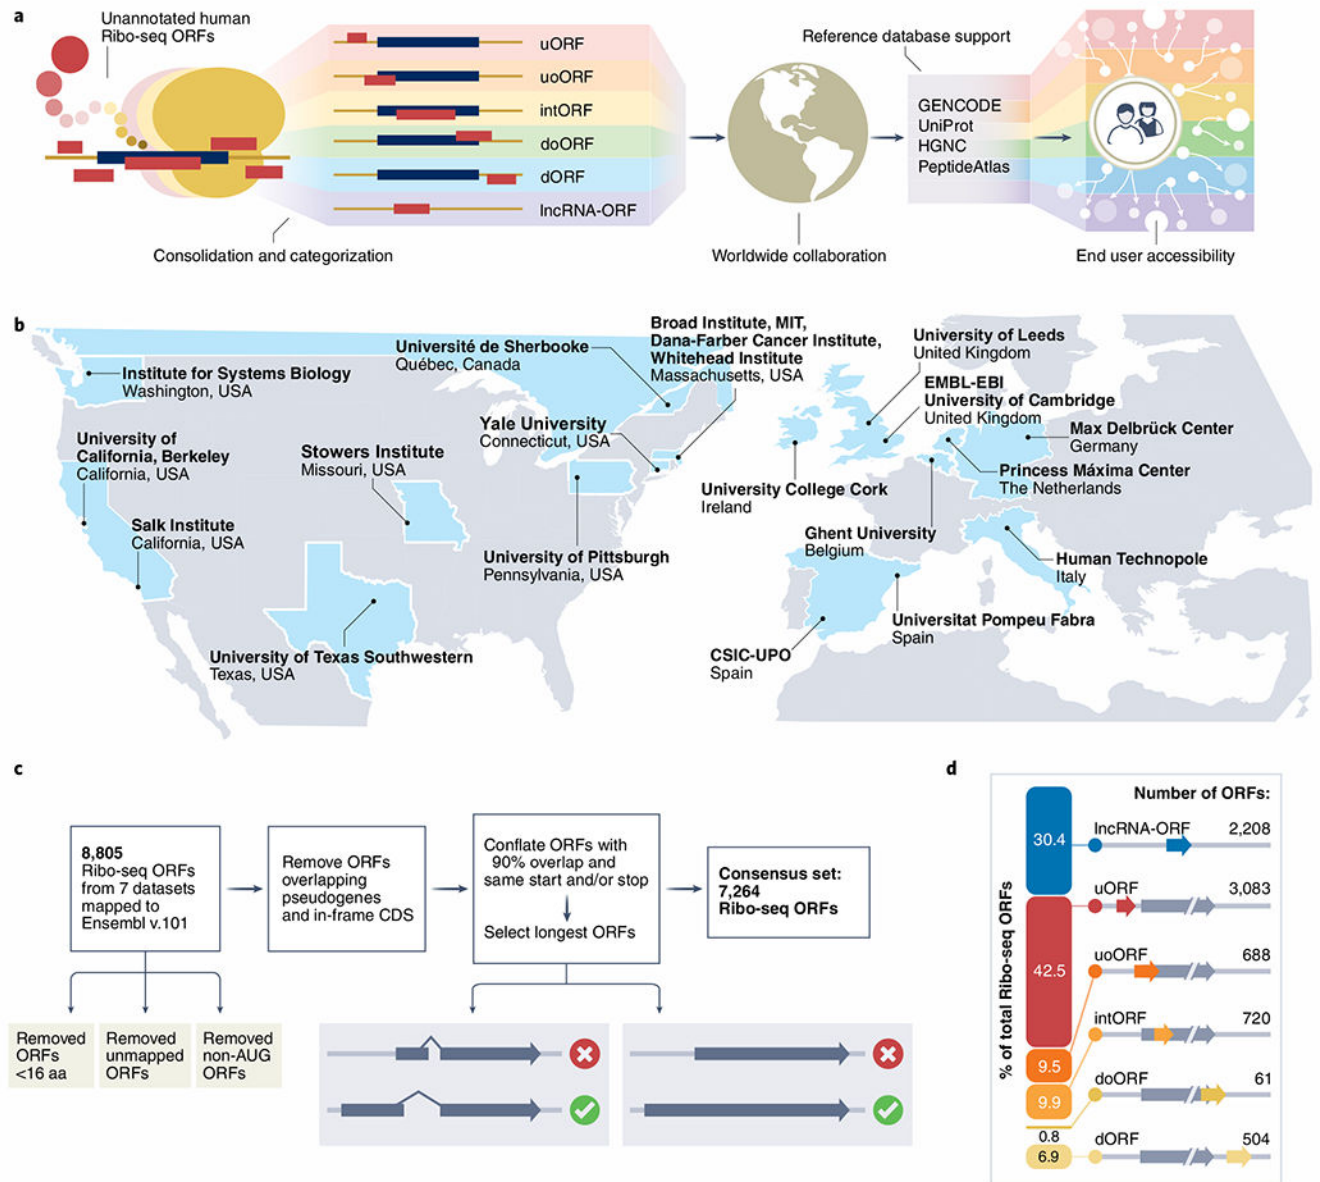 a
Unannotated human
Ribo-seq ORFs
uORF
uoORF
intORF
doORF
dORF
lncRNA-ORF
Consolidation and categorization
Worldwide collaboration
Reference database support
GENCODE
UniProt
HGNC
PeptideAtlas
End user accessibility
b
Institute for Systems Biology
Washington, USA
University of
California, Berkeley
California, USA
Salk Institute
California, USA
Stowers Institute
Missouri, USA
University of Texas Southwestern
Texas, USA
Université de Sherbooke
Québec, Canada
Yale University
Connecticut, USA
Broad Institute, MIT,
Dana-Farber Cancer Institute,
Whitehead Institute
Massachusetts, USA
University of Pittsburgh
Pennsylvania, USA
University of Leeds
United Kingdom
EMBL-EBI
University of Cambridge
United Kingdom
Max Delbrück Center
Germany
Princess Máxima Center
The Netherlands
University College Cork
Ireland
Ghent University
Belgium
Human Technopole
Italy
Universitat Pompeu Fabra
Spain
CSIC-UPO
Spain
c
8,805
Ribo-seq ORFs
from 7 datasets
mapped to
Ensembl v.101
Remove ORFs
overlapping
pseudogenes
and in-frame CDS
Conflate ORFs with
90% overlap and
same start and/or stop
Select longest ORFs
Consensus set:
7,264
Ribo-seq ORFs
Removed
ORFs
<16 aa
Removed
unmapped
ORFs
Removed
non-AUG
ORFs
d
Number of ORFs:
% of total Ribo-seq ORFs
30.4
lncRNA-ORF 2,208
uORF 3,083
42.5
uoORF 688
intORF 720
9.5
doORF 61
9.9
0.8
dORF 504
6.9